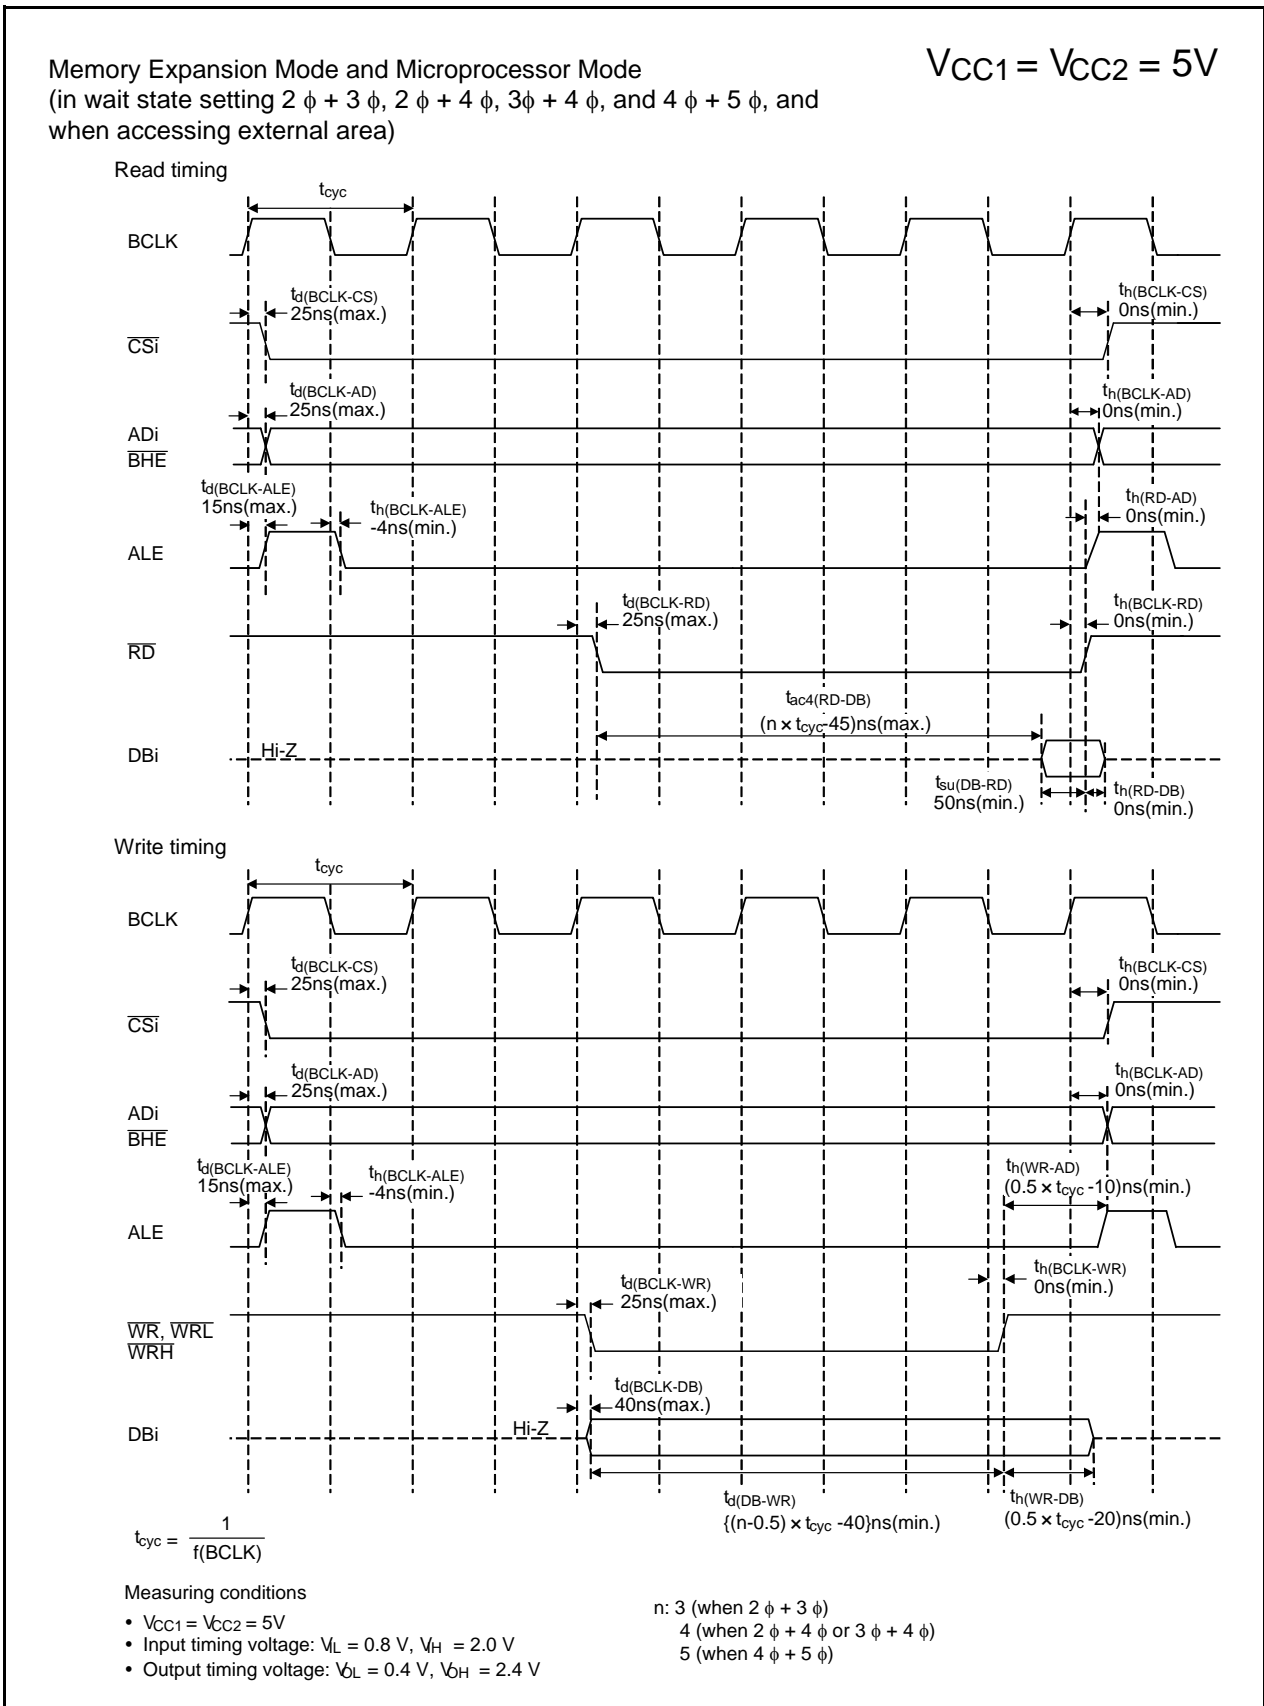 Memory Expansion Mode and Microprocessor Mode
(in wait state setting 2 ϕ + 3 ϕ, 2 ϕ + 4 ϕ, 3ϕ + 4 ϕ, and 4 ϕ + 5 ϕ, and
when accessing external area)
VCC1 = VCC2 = 5V
Read timing
tcyc
BCLK
td(BCLK-CS)
25ns(max.)
th(BCLK-CS)
0ns(min.)
CSi
td(BCLK-AD)
25ns(max.)
th(BCLK-AD)
0ns(min.)
ADi
BHE
td(BCLK-ALE)
15ns(max.)
th(BCLK-ALE)
-4ns(min.)
th(RD-AD)
0ns(min.)
ALE
td(BCLK-RD)
25ns(max.)
th(BCLK-RD)
0ns(min.)
RD
tac4(RD-DB)
(n × tcyc-45)ns(max.)
DBi
Hi-Z
tsu(DB-RD)
50ns(min.)
th(RD-DB)
0ns(min.)
Write timing
tcyc
BCLK
td(BCLK-CS)
25ns(max.)
th(BCLK-CS)
0ns(min.)
CSi
td(BCLK-AD)
25ns(max.)
th(BCLK-AD)
0ns(min.)
ADi
BHE
td(BCLK-ALE)
15ns(max.)
th(BCLK-ALE)
-4ns(min.)
th(WR-AD)
(0.5 × tcyc -10)ns(min.)
ALE
td(BCLK-WR)
25ns(max.)
th(BCLK-WR)
0ns(min.)
WR, WRL
WRH
td(BCLK-DB)
40ns(max.)
DBi
Hi-Z
td(DB-WR)
{(n-0.5) × tcyc -40}ns(min.)
th(WR-DB)
(0.5 × tcyc -20)ns(min.)
tcyc = 1
f(BCLK)
Measuring conditions
• VCC1 = VCC2 = 5V
• Input timing voltage: VIL = 0.8 V, VIH = 2.0 V
• Output timing voltage: VOL = 0.4 V, VOH = 2.4 V
n: 3 (when 2 ϕ + 3 ϕ)
4 (when 2 ϕ + 4 ϕ or 3 ϕ + 4 ϕ)
5 (when 4 ϕ + 5 ϕ)